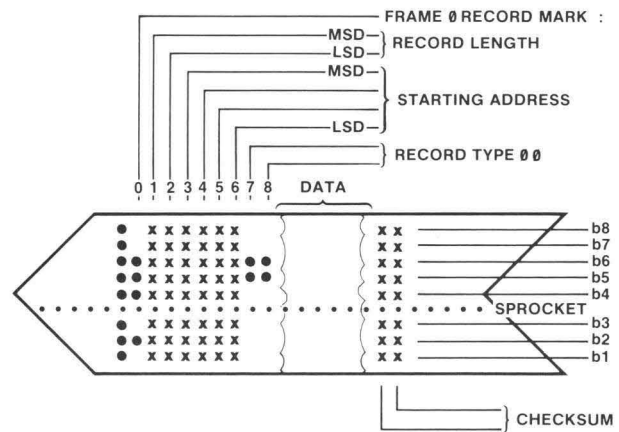 FRAME 0 RECORD MARK :
MSD
LSD
RECORD LENGTH
MSD
LSD
STARTING ADDRESS
RECORD TYPE 00
0 1 2 3 4 5 6 7 8
DATA
b8
b7
b6
b5
b4
SPROCKET
b3
b2
b1
CHECKSUM